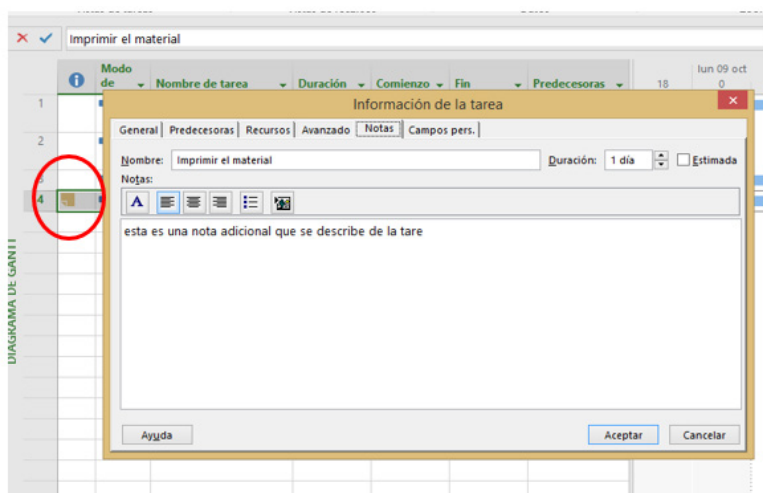 Imprimir el material
lun 09 oct
Modo
de Nombre de tarea Duración Comienzo Fin Predecesoras 18 0
1
Información de la tarea
General Predecesoras Recursos Avanzado Notas Campos pers.
2
Nombre: Imprimir el material Duración: 1 día Estimada
Notas:
4
A
esta es una nota adicional que se describe de la tare
DIAGRAMA DE GANTT
Ayuda Aceptar Cancelar